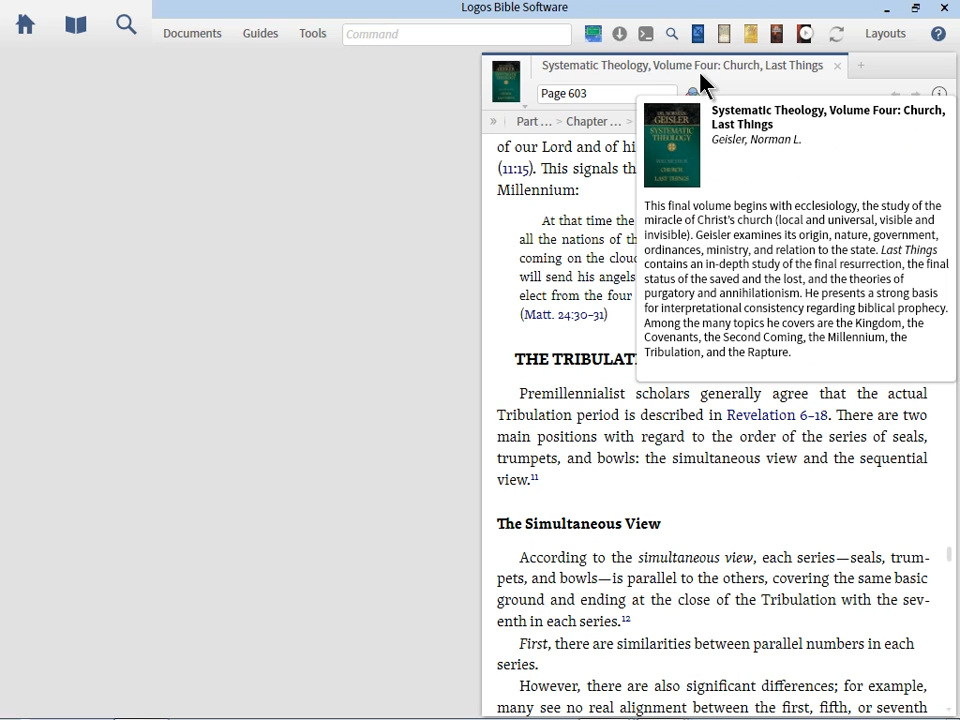 Logos Bible Software
Documents
Guides
Tools
Command
Layouts
Systematic Theology, Volume Four: Church, Last Things
Page 603
Part ... > Chapter ... >
of our Lord and of hi
(11:15). This signals th
Millennium:
At that time the
all the nations of th
coming on the cloud
will send his angels
elect from the four
(Matt. 24:30–31)
THE TRIBULAT
Premillennialist scholars generally agree that the actual
Tribulation period is described in Revelation 6–18. There are two
main positions with regard to the order of the series of seals,
trumpets, and bowls: the simultaneous view and the sequential
view.11
The Simultaneous View
According to the simultaneous view, each series—seals, trum-
pets, and bowls—is parallel to the others, covering the same basic
ground and ending at the close of the Tribulation with the sev-
enth in each series.12
First, there are similarities between parallel numbers in each
series.
However, there are also significant differences; for example,
many see no real alignment between the first, fifth, or seventh
Systematic Theology, Volume Four: Church,
Last Things
Geisler, Norman L.
GEISLER
SYSTEMATIC
THEOLOGY
CHURCH
LAST THINGS
This final volume begins with ecclesiology, the study of the
miracle of Christ's church (local and universal, visible and
invisible). Geisler examines its origin, nature, government,
ordinances, ministry, and relation to the state. Last Things
contains an in-depth study of the final resurrection, the final
status of the saved and the lost, and the theories of
purgatory and annihilationism. He presents a strong basis
for interpretational consistency regarding biblical prophecy.
Among the many topics he covers are the Kingdom, the
Covenants, the Second Coming, the Millennium, the
Tribulation, and the Rapture.